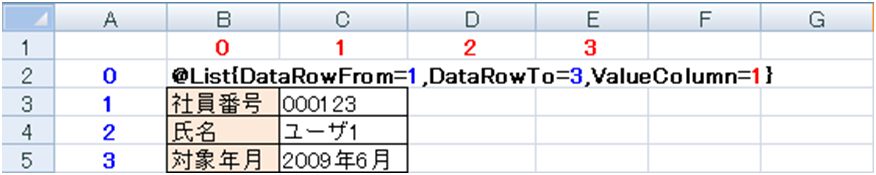 A B C D E F G
1 0 1 2 3
2 0 @List{DataRowFrom=1,DataRowTo=3,ValueColumn=1}
3 1 社員番号 000123
4 2 氏名 ユーザ1
5 3 対象年月 2009年6月